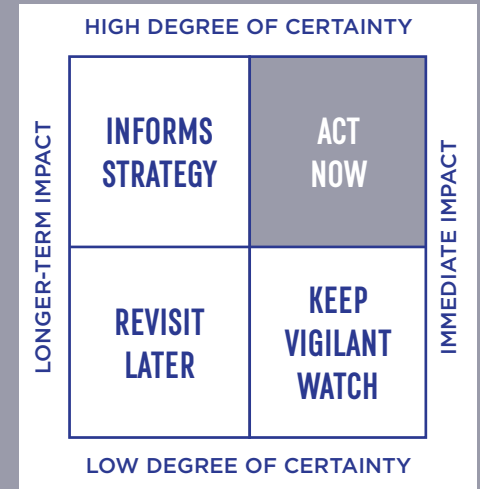 HIGH DEGREE OF CERTAINTY
LONGER-TERM IMPACT
INFORMS
STRATEGY
ACT
NOW
REVISIT
LATER
KEEP
VIGILANT
WATCH
IMMEDIATE IMPACT
LOW DEGREE OF CERTAINTY